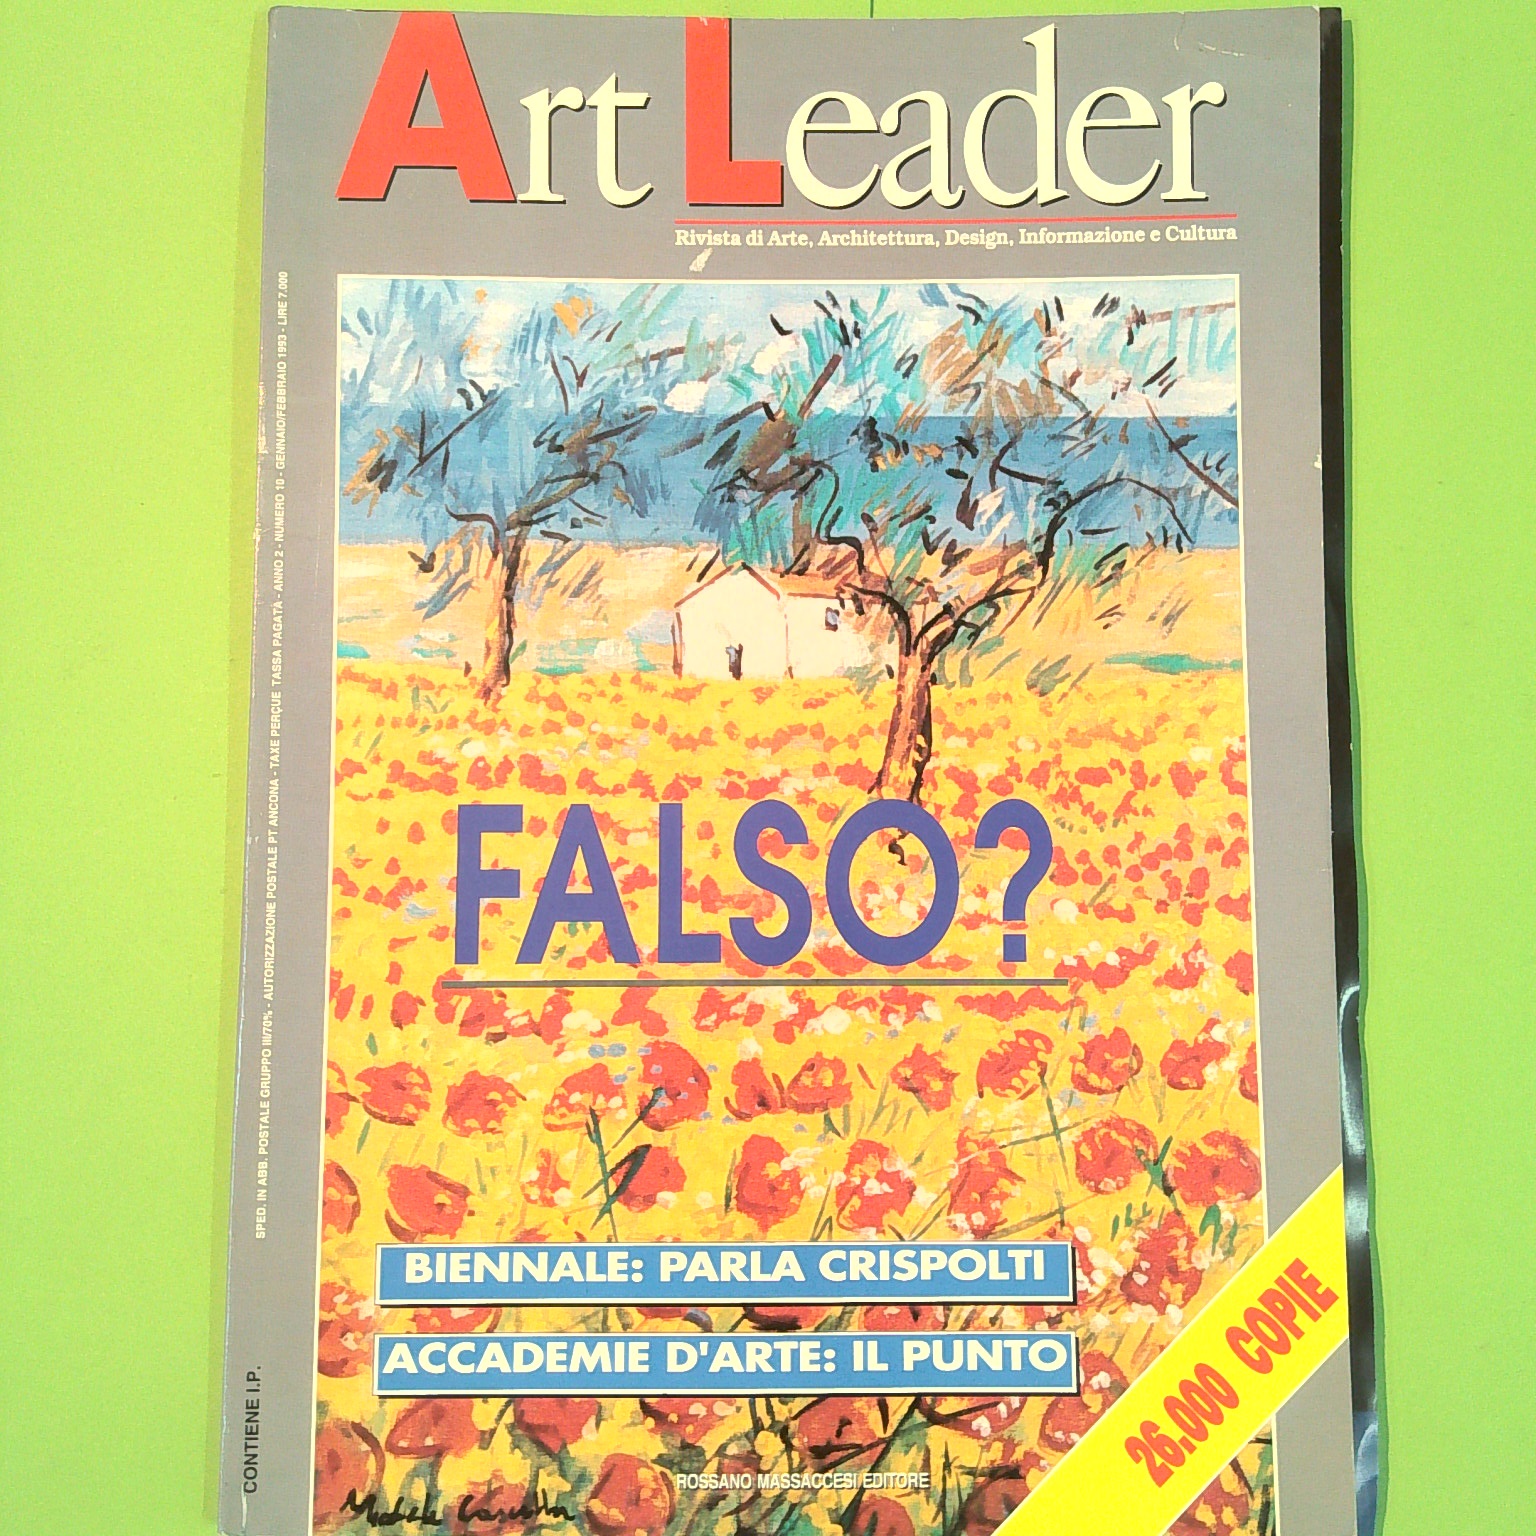 Art Leader
Rivista di Arte, Architettura, Design, Informazione e Cultura
SPED. IN ABB. POSTALE GRUPPO III/70% - AUTORIZZAZIONE POSTALE PT ANCONA - TAXE PERÇUE TASSA PAGATA - ANNO 2 - NUMERO 10 - GENNAIO/FEBBRAIO 1993 - LIRE 7.000
FALSO?
BIENNALE: PARLA CRISPOLTI
ACCADEMIE D'ARTE: IL PUNTO
26.000 COPIE
CONTIENE I.P.
ROSSANO MASSACCESI EDITORE
Michele Cascella